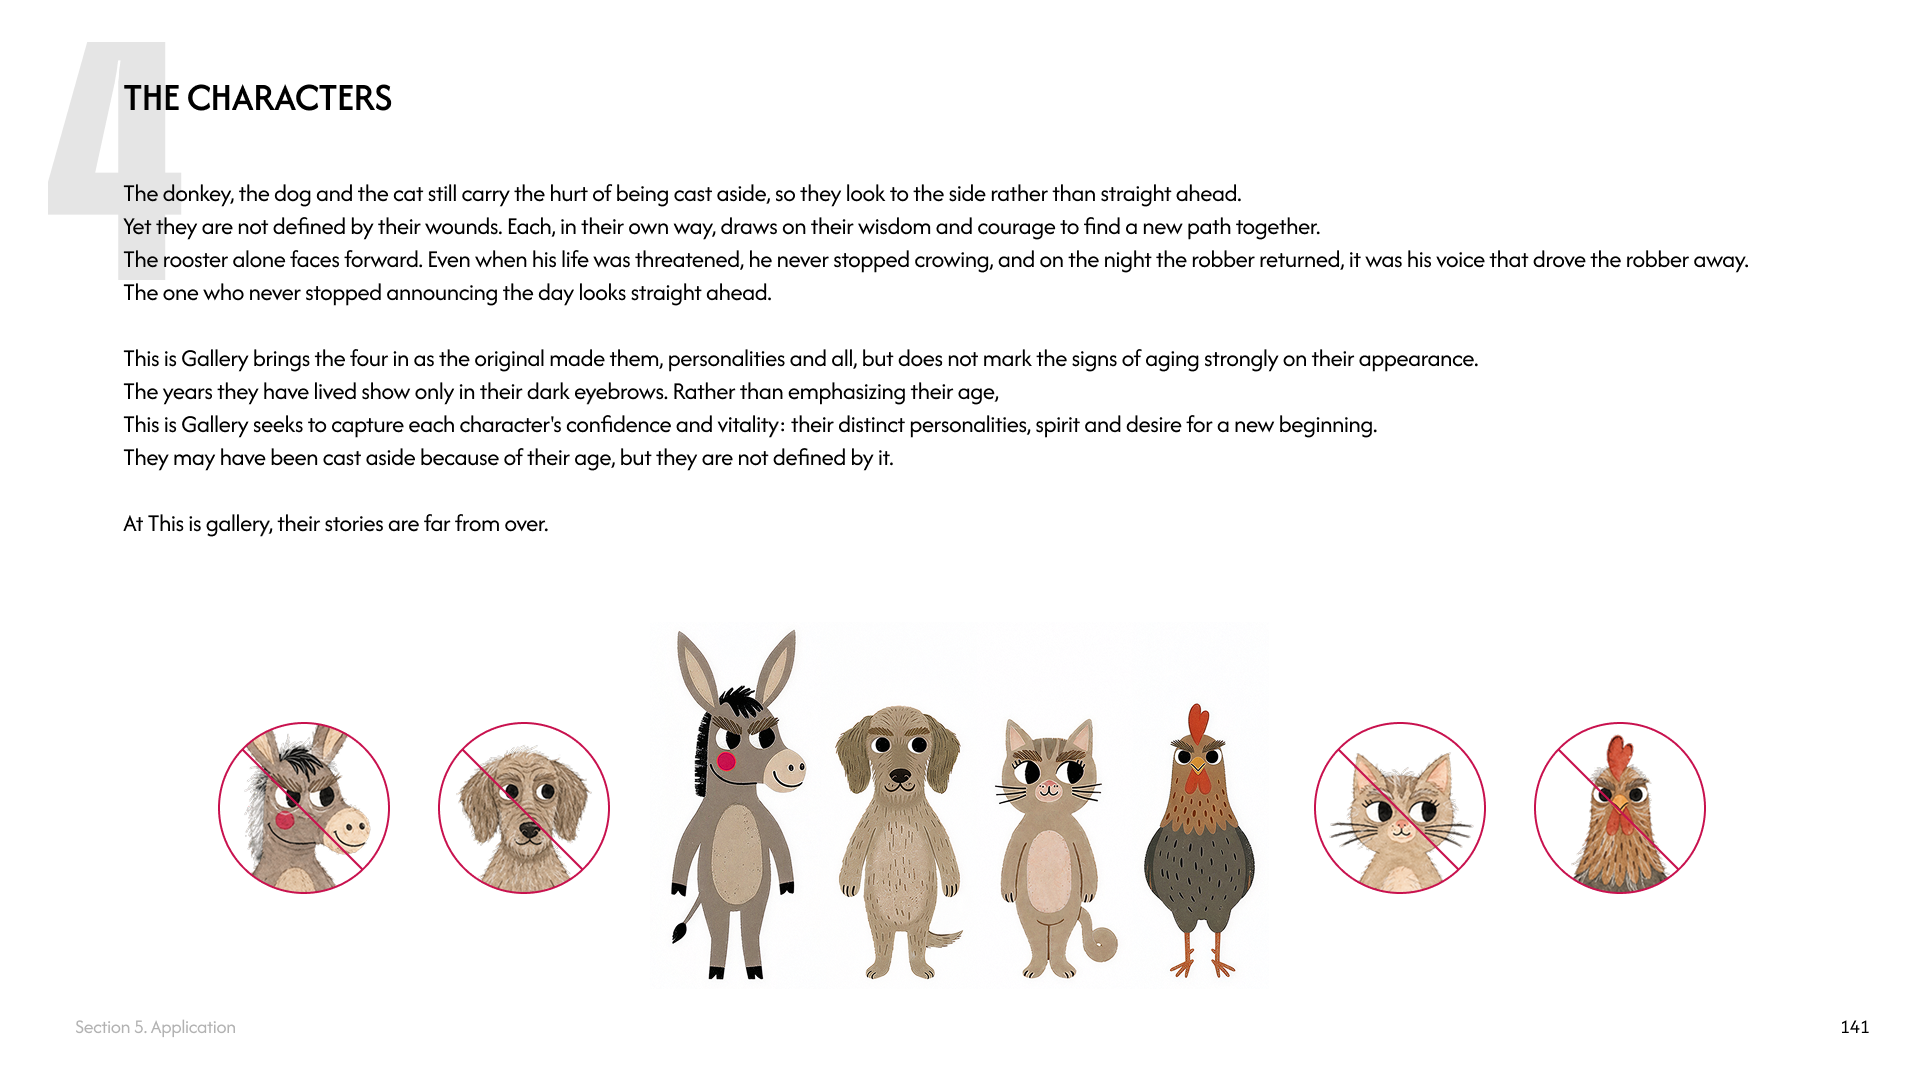 4
THE CHARACTERS
The donkey, the dog and the cat still carry the hurt of being cast aside, so they look to the side rather than straight ahead.
Yet they are not defined by their wounds. Each, in their own way, draws on their wisdom and courage to find a new path together.
The rooster alone faces forward. Even when his life was threatened, he never stopped crowing, and on the night the robber returned, it was his voice that drove the robber away.
The one who never stopped announcing the day looks straight ahead.
This is Gallery brings the four in as the original made them, personalities and all, but does not mark the signs of aging strongly on their appearance.
The years they have lived show only in their dark eyebrows. Rather than emphasizing their age,
This is Gallery seeks to capture each character's confidence and vitality: their distinct personalities, spirit and desire for a new beginning.
They may have been cast aside because of their age, but they are not defined by it.
At This is gallery, their stories are far from over.
Section 5. Application
141